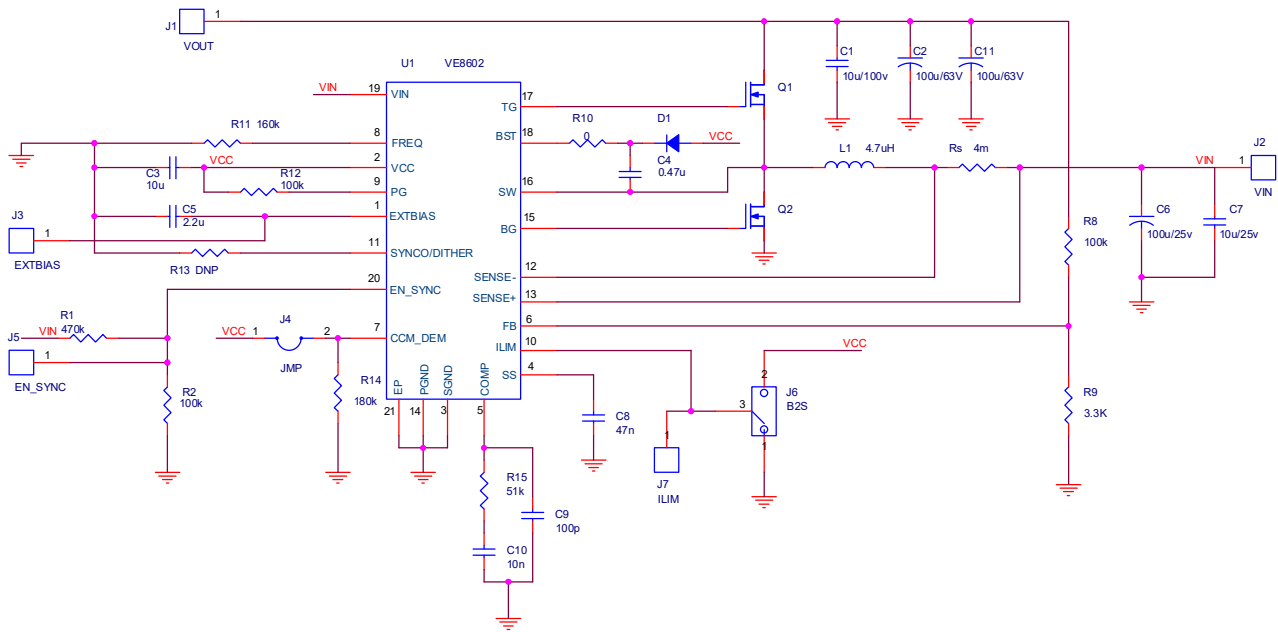 J1
1
VOUT
U1 VE8602
VIN
19
VIN
8
FREQ
2
VCC
9
PG
1
EXTBIAS
11
SYNCO/DITHER
20
EN_SYNC
7
CCM_DEM
EP
PGND
SGND
COMP
21
14
3
5
17
TG
18
BST
16
SW
15
BG
12
SENSE-
13
SENSE+
6
FB
10
ILIM
4
SS
R11 160k
VCC
C3
10u
R12
100k
C5
2.2u
J3
1
EXTBIAS
R13 DNP
R1
470k
VIN
J5
1
EN_SYNC
R2
100k
VCC
1
J4
2
JMP
R14
180k
R15
51k
C9
100p
C10
10n
R10
0
D1
VCC
C4
0.47u
Q1
Q2
C1
10u/100v
C2
100u/63V
C11
100u/63V
L1 4.7uH
Rs 4m
VIN
J2
1
VIN
C6
100u/25v
C7
10u/25v
R8
100k
R9
3.3K
C8
47n
VCC
2
3
1
J6
B2S
1
J7
ILIM